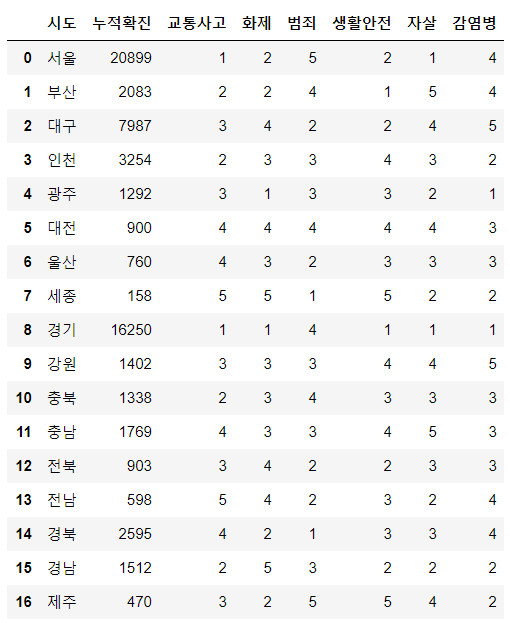 시도 누적확진 교통사고 화제 범죄 생활안전 자살 감염병
0 서울 20899 1 2 5 2 1 4
1 부산 2083 2 2 4 1 5 4
2 대구 7987 3 4 2 2 4 5
3 인천 3254 2 3 3 4 3 2
4 광주 1292 3 1 3 3 2 1
5 대전 900 4 4 4 4 4 3
6 울산 760 4 3 2 3 3 3
7 세종 158 5 5 1 5 2 2
8 경기 16250 1 1 4 1 1 1
9 강원 1402 3 3 3 4 4 5
10 충북 1338 2 3 4 3 3 3
11 충남 1769 4 3 3 4 5 3
12 전북 903 3 4 2 2 3 3
13 전남 598 5 4 2 3 2 4
14 경북 2595 4 2 1 3 3 4
15 경남 1512 2 5 3 2 2 2
16 제주 470 3 2 5 5 4 2